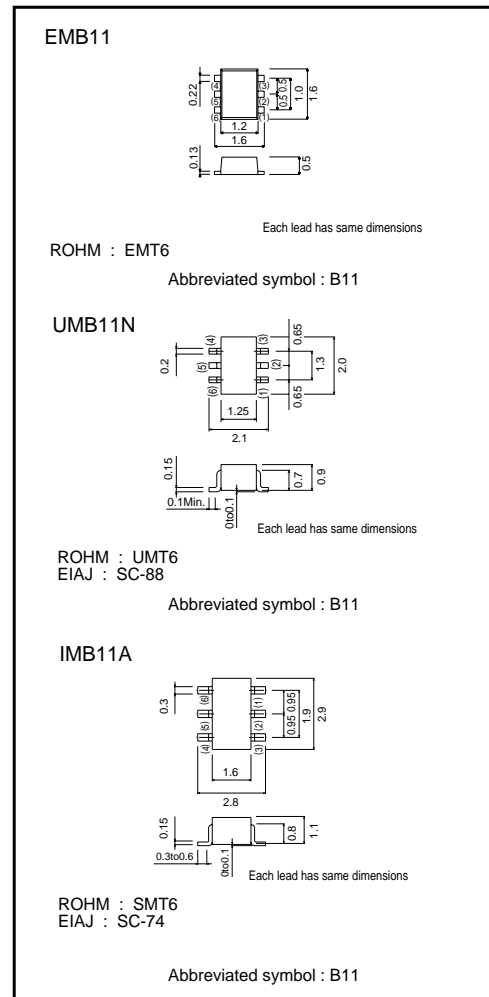 EMB11
0.22
(4)
(3)
(5)
(2)
(6)
(1)
0.5 0.5
1.0
1.6
1.2
1.6
0.13
0.5
Each lead has same dimensions
ROHM : EMT6
Abbreviated symbol : B11
UMB11N
0.2
(4)
(3)
(5)
(2)
(6)
(1)
0.65
1.3
0.65
2.0
1.25
2.1
0.15
0.1Min.
0to0.1
0.7
0.9
Each lead has same dimensions
ROHM : UMT6
EIAJ : SC-88
Abbreviated symbol : B11
IMB11A
0.3
(6)
(1)
(5)
(2)
(4)
(3)
0.95 0.95
1.9
2.9
1.6
2.8
0.15
0.3to0.6
0to0.1
0.8
1.1
Each lead has same dimensions
ROHM : SMT6
EIAJ : SC-74
Abbreviated symbol : B11